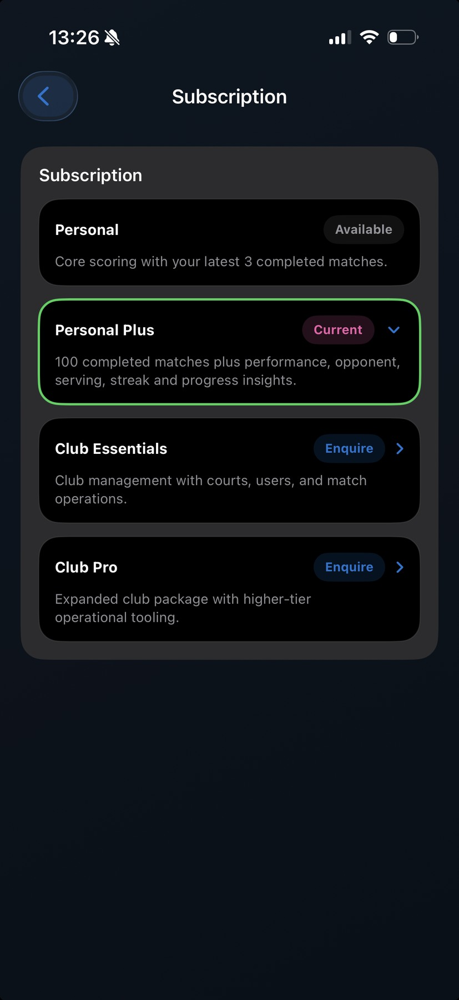 13:26
Subscription
Subscription
Personal
Available
Core scoring with your latest 3 completed matches.
Personal Plus
Current
100 completed matches plus performance, opponent,
serving, streak and progress insights.
Club Essentials
Enquire
Club management with courts, users, and match
operations.
Club Pro
Enquire
Expanded club package with higher-tier
operational tooling.